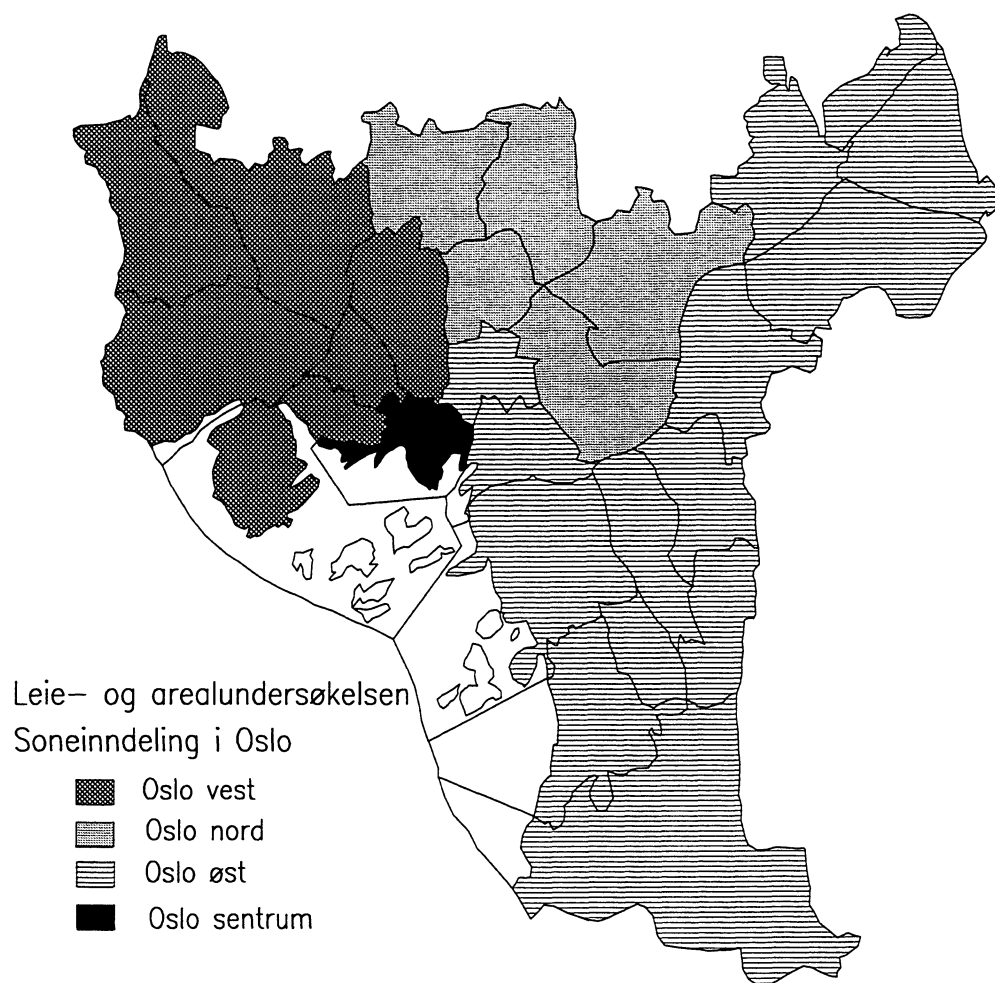 Leie- og arealundersøkelsen
Soneinndeling i Oslo
Oslo vest
Oslo nord
Oslo øst
Oslo sentrum